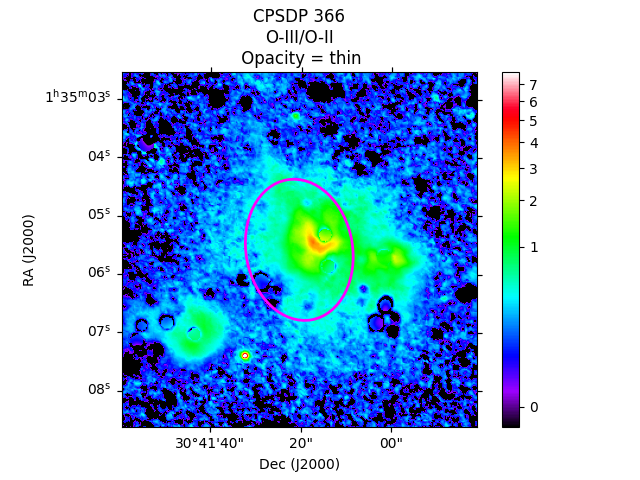 CPSDP 366
O-III/O-II
Opacity = thin
1ʰ35ᵐ03ˢ
04ˢ
05ˢ
06ˢ
07ˢ
08ˢ
RA (J2000)
30°41'40"
20"
00"
Dec (J2000)
7
6
5
4
3
2
1
0